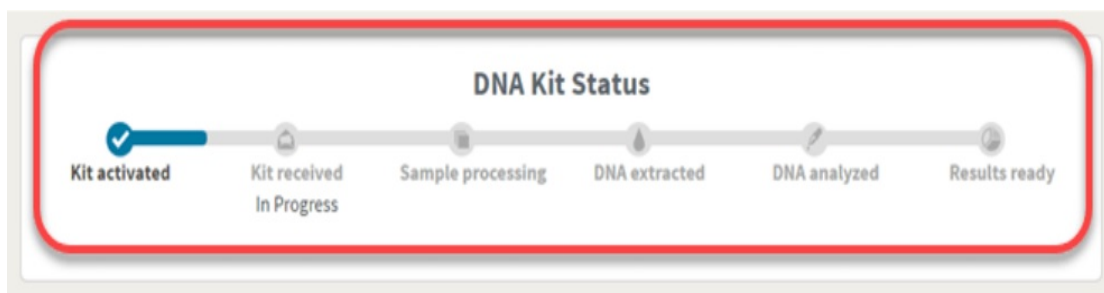 DNA Kit Status
Kit activated
Kit received
In Progress
Sample processing
DNA extracted
DNA analyzed
Results ready